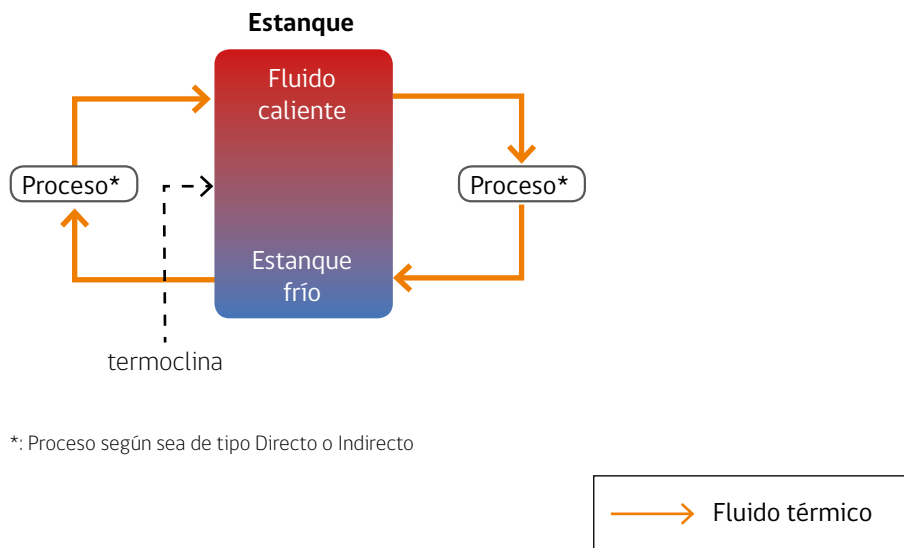 Estanque
Fluido
caliente
Proceso*
Proceso*
Estanque
frío
termoclina
*: Proceso según sea de tipo Directo o Indirecto
Fluido térmico